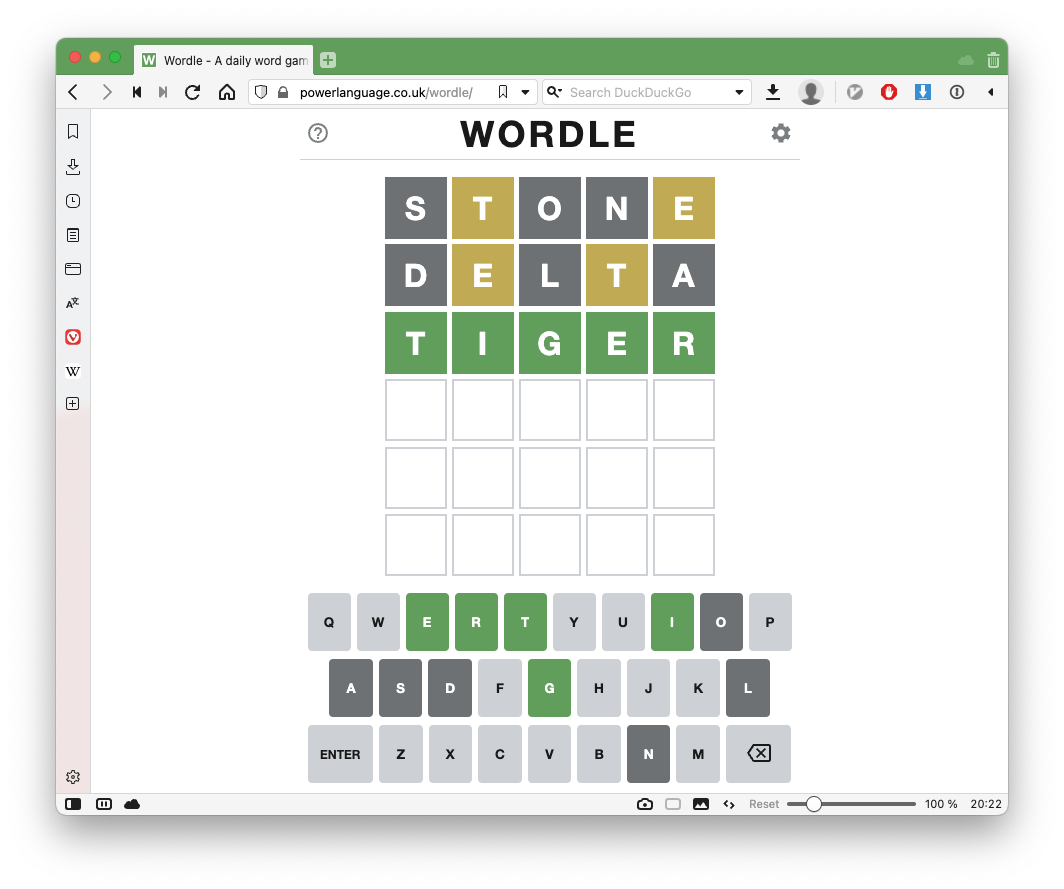 W Wordle - A daily word gam
powerlanguage.co.uk/wordle/ Search DuckDuckGo
WORDLE
S T O N E
D E L T A
T I G E R
Q W E R T Y U I O P
A S D F G H J K L
ENTER Z X C V B N M
W
Reset 100 % 20:22